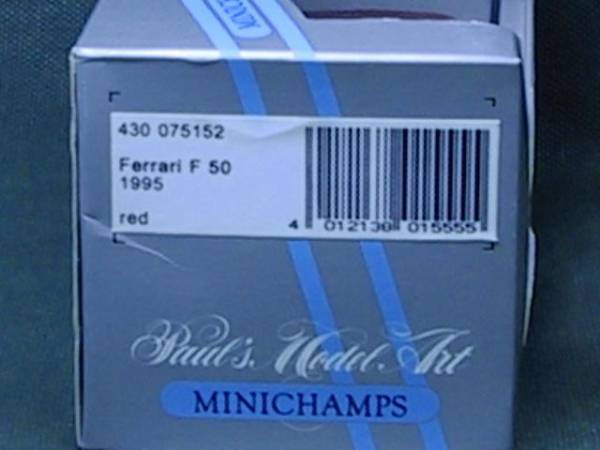 430 075152
Ferrari F 50
1995
red
4 012138 015555
Paul's Model Art
MINICHAMPS